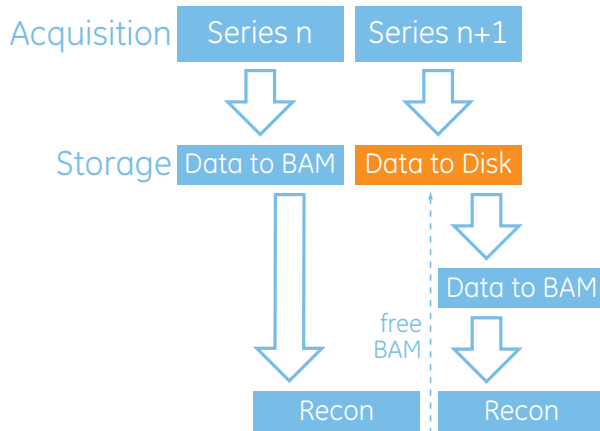 Acquisition
Series n
Series n+1
Storage
Data to BAM
Data to Disk
Data to BAM
free
BAM
Recon
Recon